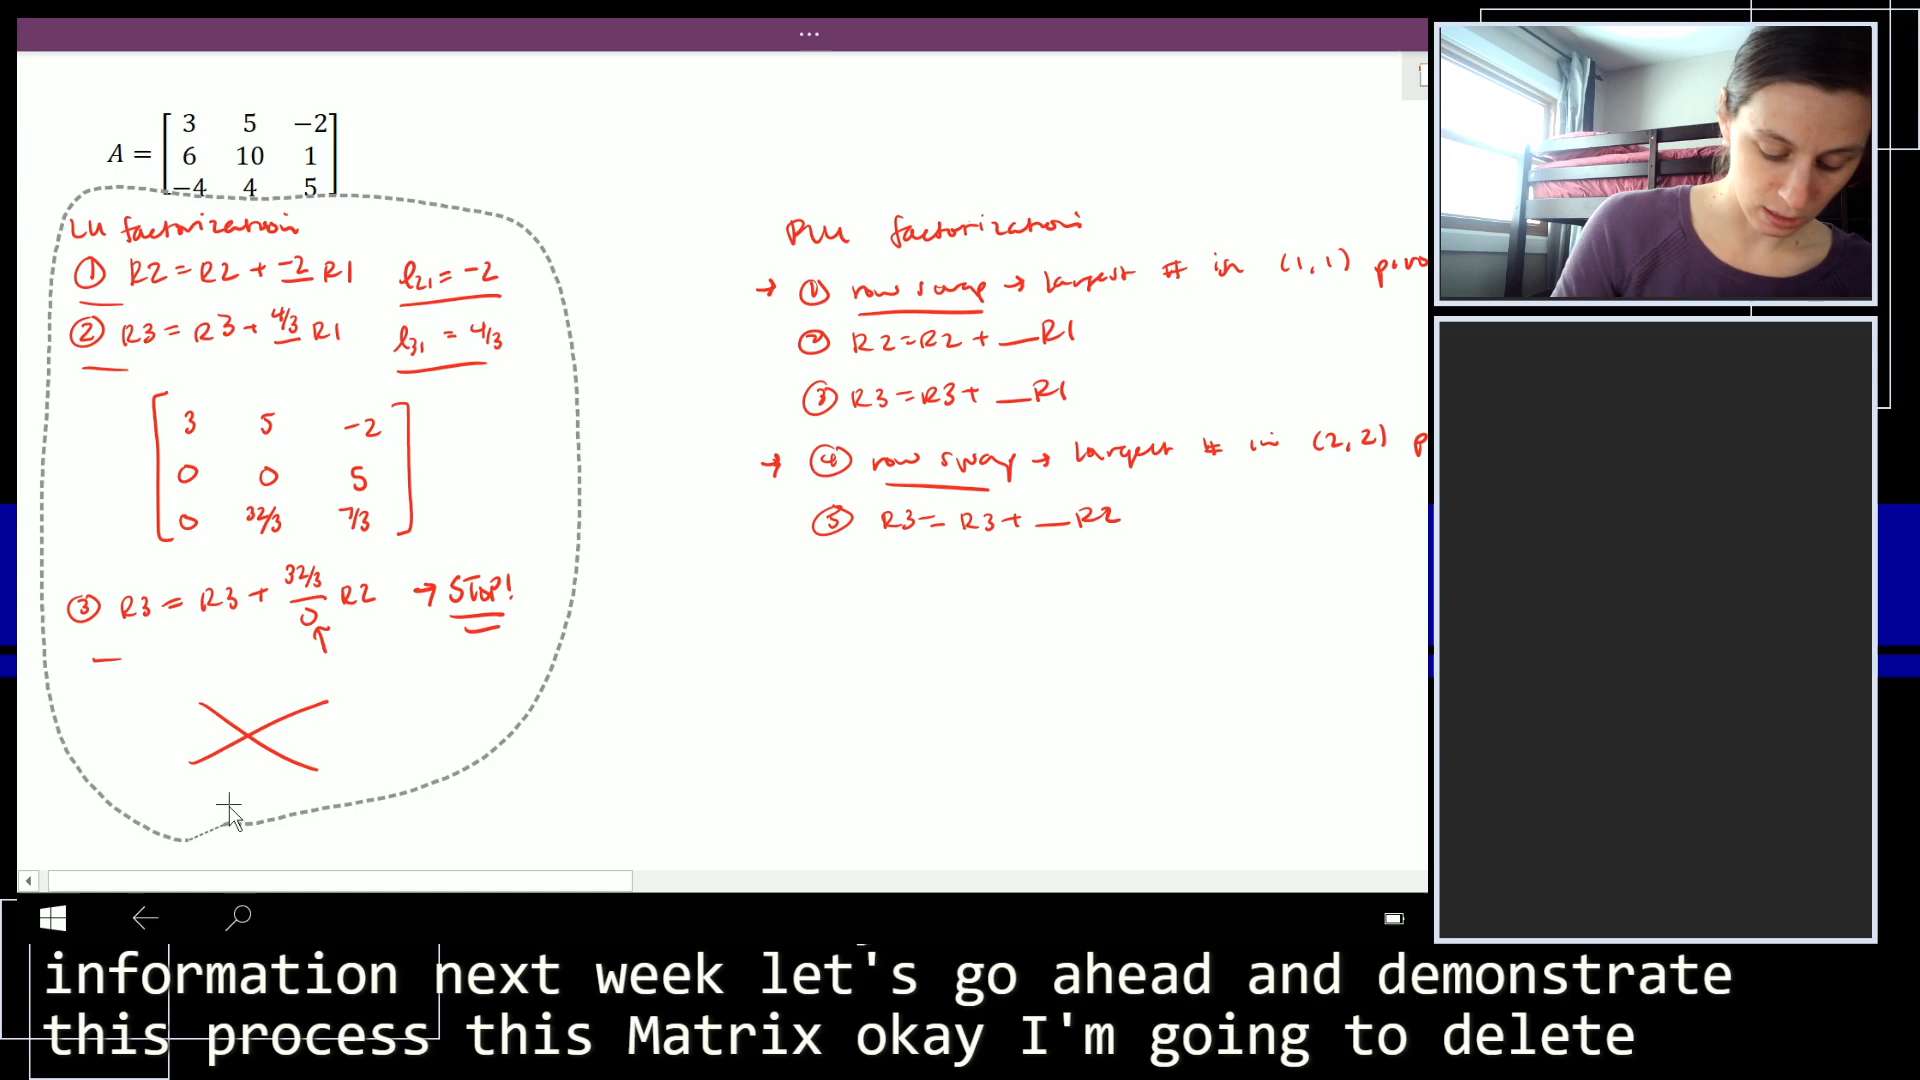 ...
A = [ 3 5 −2
6 10 1
−4 4 5 ]
LU factorization
① R2 = R2 + -2 R1 l21 = -2
② R3 = R3 + 4/3 R1 l31 = 4/3
[ 3 5 -2
0 0 5
0 32/3 7/3 ]
③ R3 = R3 + 32/3 / 0 R2 → STOP!
PLU factorization
→ ① row swap → largest # in (1,1) pivo
② R2 = R2 + __R1
③ R3 = R3 + __R1
→ ④ row swap → largest # in (2,2) p
⑤ R3 = R3 + __R2
information next week let's go ahead and demonstrate
this process this Matrix okay I'm going to delete